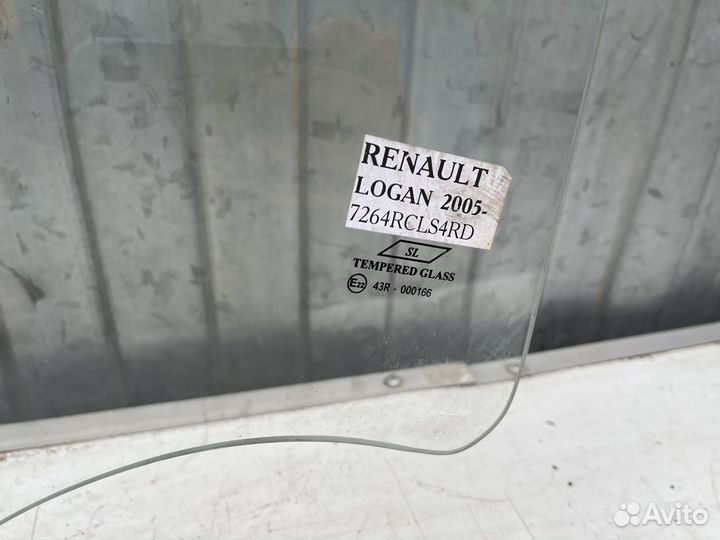 RENAULT
LOGAN 2005-
7264RCLS4RD
SL
TEMPERED GLASS
E22 43R - 000166
Avito